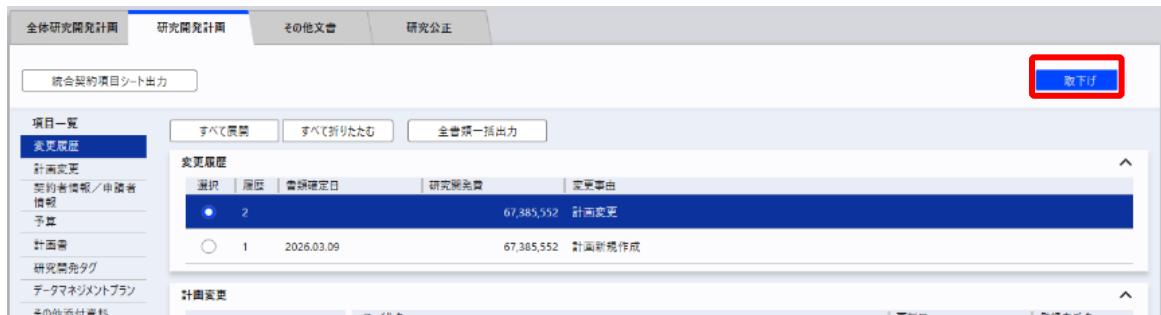 全体研究開発計画 研究開発計画 その他文書 研究公正
統合契約項目シート出力 取下げ
項目一覧
変更履歴
計画変更
契約者情報／申請者
情報
予算
計画書
研究開発タグ
データマネジメントプラン
その他添付資料
すべて展開 すべて折りたたむ 全書類一括出力
変更履歴
選択 履歴 書類確定日 研究開発費 変更事由
2 67,385,552 計画変更
1 2026.03.09 67,385,552 計画新規作成
計画変更